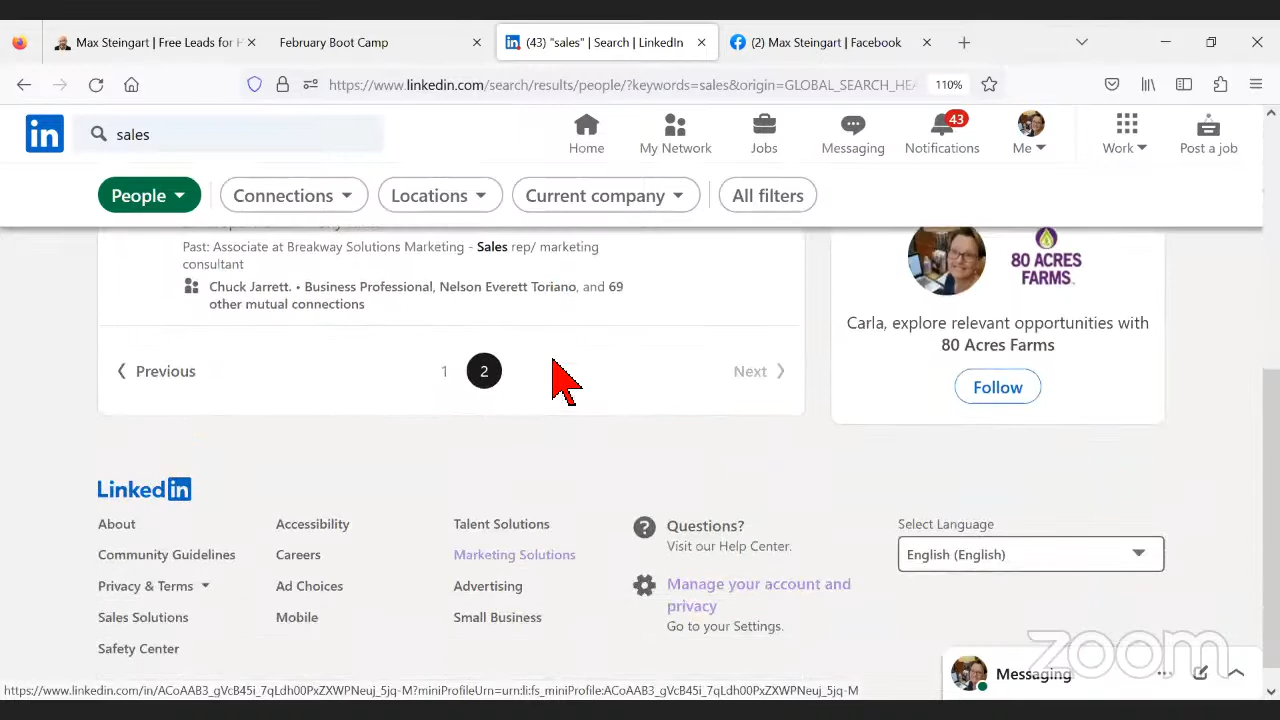 Max Steingart | Free Leads for H
February Boot Camp
(43) "sales" | Search | LinkedIn
(2) Max Steingart | Facebook
https://www.linkedin.com/search/results/people/?keywords=sales&origin=GLOBAL_SEARCH_HEA
110%
in
sales
Home
My Network
Jobs
Messaging
43
Notifications
Me
Work
Post a job
People
Connections
Locations
Current company
All filters
Past: Associate at Breakway Solutions Marketing - Sales rep/ marketing
consultant
Chuck Jarrett. • Business Professional, Nelson Everett Toriano, and 69
other mutual connections
Previous
1
2
Next
80 ACRES
FARMS
Carla, explore relevant opportunities with
80 Acres Farms
Follow
Linkedin
About
Accessibility
Talent Solutions
Questions?
Visit our Help Center.
Select Language
Community Guidelines
Careers
Marketing Solutions
English (English)
Privacy & Terms
Ad Choices
Advertising
Manage your account and
privacy
Go to your Settings.
Sales Solutions
Mobile
Small Business
Safety Center
zoom
Messaging
https://www.linkedin.com/in/ACoAAB3_gVcB45i_7qLdh00PxZXWPNeuj_5jq-M?miniProfileUrn=urn:li:fs_miniProfile:ACoAAB3_gVcB45i_7qLdh00PxZXWPNeuj_5jq-M